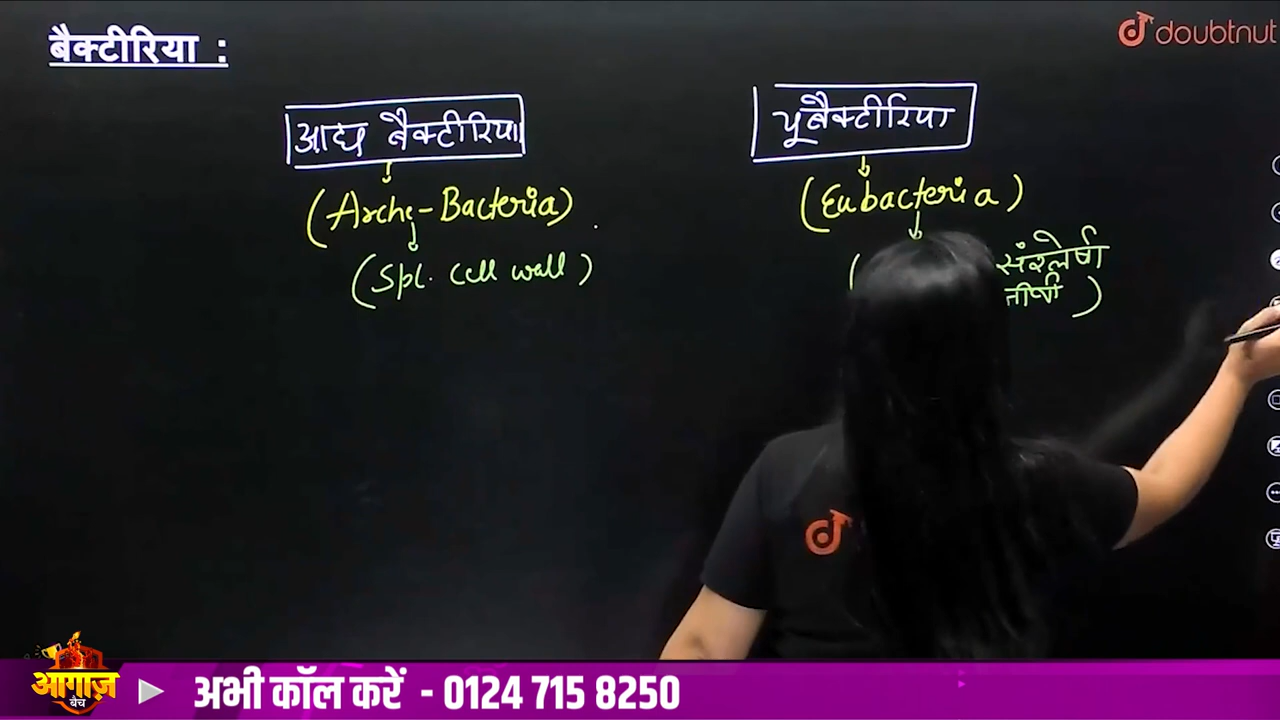 बैक्टीरिया :
doubtnut
आद्य बैक्टीरिया
यूबैक्टीरिया
(Arche-Bacteria)
(Eubacteria)
(Spl. cell wall)
संश्लेषी
)
आगाज़
बैच
अभी कॉल करें - 0124 715 8250